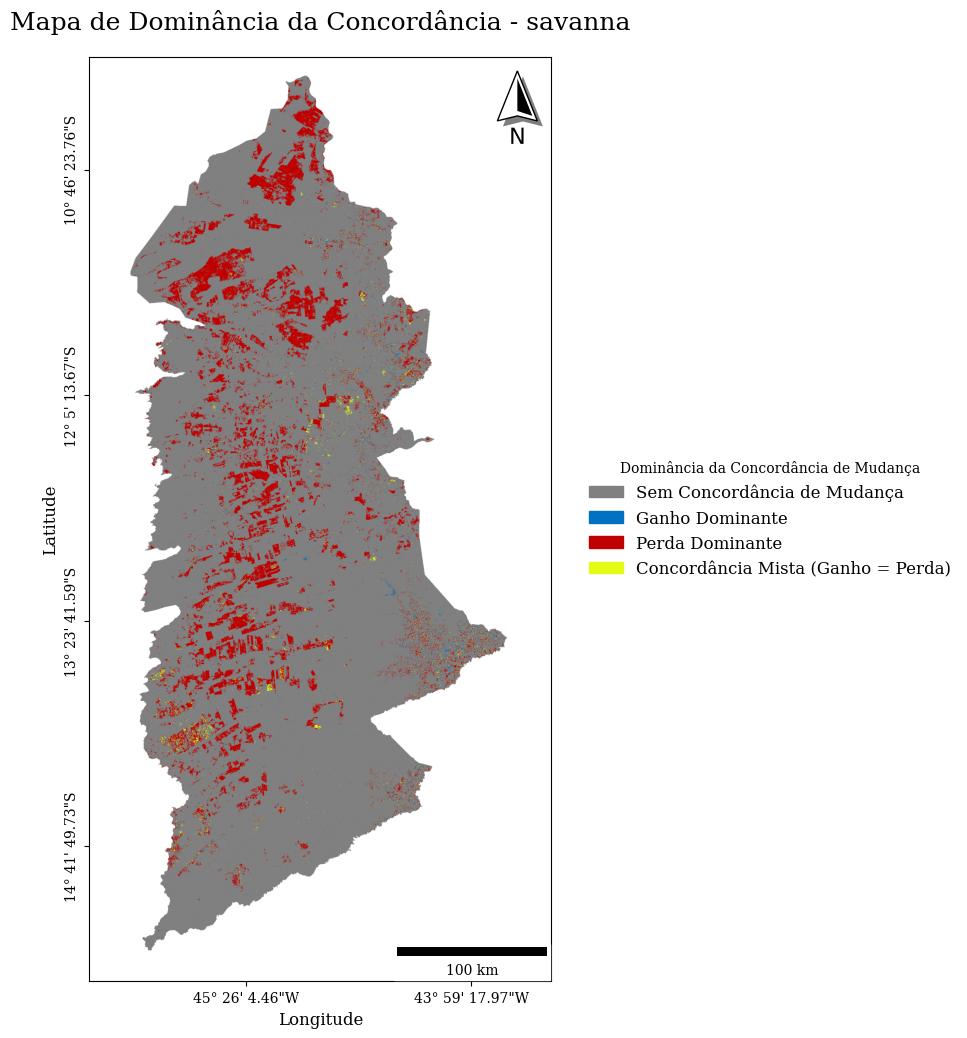 Mapa de Dominância da Concordância - savanna
N
10° 46' 23.76"S
12° 5' 13.67"S
13° 23' 41.59"S
14° 41' 49.73"S
Latitude
Dominância da Concordância de Mudança
Sem Concordância de Mudança
Ganho Dominante
Perda Dominante
Concordância Mista (Ganho = Perda)
100 km
45° 26' 4.46"W
43° 59' 17.97"W
Longitude